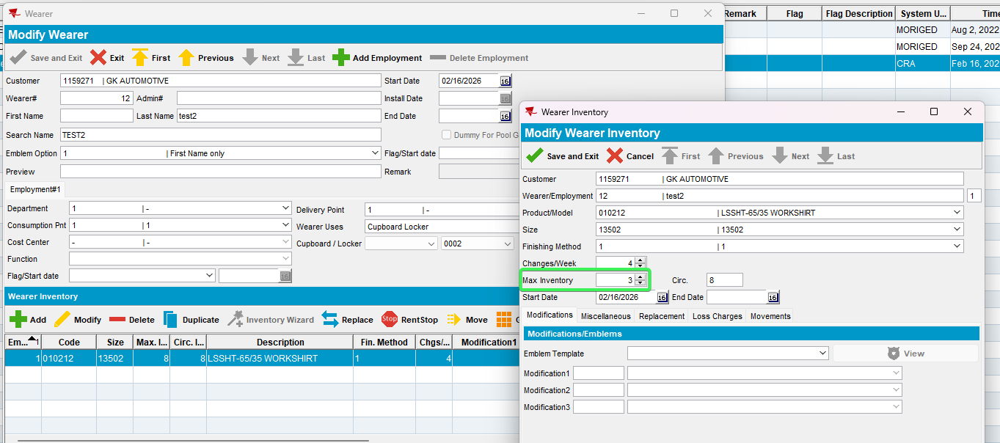 Wearer
Modify Wearer
Save and Exit Exit First Previous Next Last Add Employment Delete Employment
Customer 1159271 | GK AUTOMOTIVE Start Date 02/16/2026 16
Wearer# 12 Admin# Install Date 16
First Name Last Name test2 End Date 16
Search Name TEST2 Dummy For Pool G
Emblem Option 1 | First Name only Flag/Start date
Preview Remark
Employment#1
Department 1 | - Delivery Point 1 | -
Consumption Pnt 1 | 1 Wearer Uses Cupboard Locker
Cost Center - | - Cupboard / Locker 0002
Function
Flag/Start date 16
Wearer Inventory
Add Modify Delete Duplicate Inventory Wizard Replace Stop RentStop Move
Em... 1 Code Size Max. I... Circ. I... Description Fin. Method Chgs/... Modification1
1 010212 13502 8 8 LSSHT-65/35 WORKSHIRT 1 4
Remark Flag Flag Description System U... Time
MORIGED Aug 2, 2022
MORIGED Sep 24, 202
CRA Feb 16, 202
Wearer Inventory
Modify Wearer Inventory
Save and Exit Cancel First Previous Next Last
Customer 1159271 | GK AUTOMOTIVE
Wearer/Employment 12 | test2 1
Product/Model 010212 | LSSHT-65/35 WORKSHIRT
Size 13502 | 13502
Finishing Method 1 | 1
Changes/Week 4
Max Inventory 3 Circ. 8
Start Date 02/16/2026 16 End Date 16
Modifications Miscellaneous Replacement Loss Charges Movements
Modifications/Emblems
Emblem Template View
Modification1
Modification2
Modification3